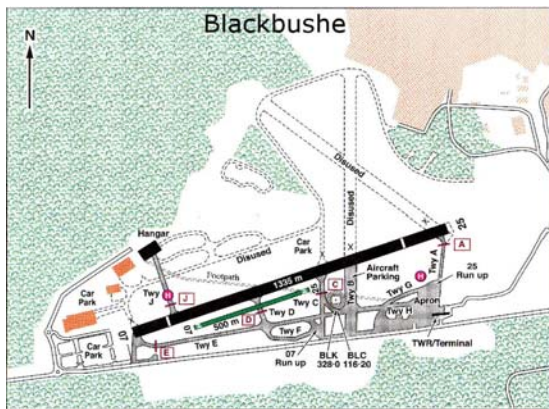 Blackbushe
N
Disused
Disused
Disused
25
A
Hangar
Car
Park
Footpath
1335 m
Car
Park
H
Twy
J
J
25
Twy C
C
Twy B
Aircraft
Parking
H
Twy A
25
Run up
Twy G
Apron
Twy H
07
07
500 m
D
Twy D
Twy F
Twy E
E
Car
Park
07
Run up
BLK
328·0
BLC
116·20
TWR/Terminal